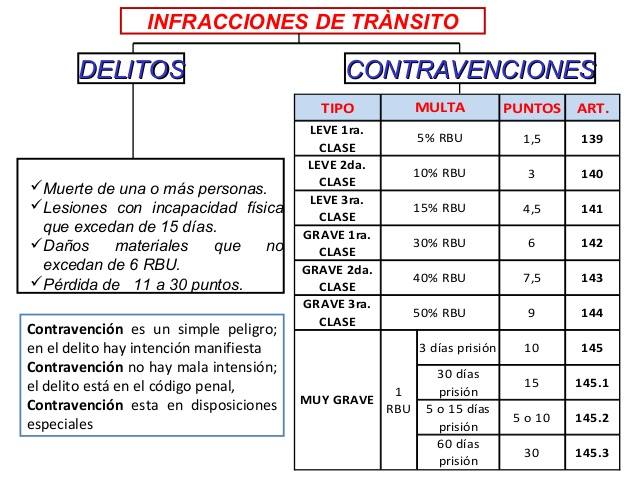 INFRACCIONES DE TRÀNSITO
DELITOS
CONTRAVENCIONES
✓Muerte de una o más personas.
✓Lesiones con incapacidad física
que excedan de 15 días.
✓Daños materiales que no
excedan de 6 RBU.
✓Pérdida de 11 a 30 puntos.
Contravención es un simple peligro;
en el delito hay intención manifiesta
Contravención no hay mala intensión;
el delito está en el código penal,
Contravención esta en disposiciones
especiales
TIPO MULTA PUNTOS ART.
LEVE 1ra.
CLASE
5% RBU 1,5 139
LEVE 2da.
CLASE
10% RBU 3 140
LEVE 3ra.
CLASE
15% RBU 4,5 141
GRAVE 1ra.
CLASE
30% RBU 6 142
GRAVE 2da.
CLASE
40% RBU 7,5 143
GRAVE 3ra.
CLASE
50% RBU 9 144
MUY GRAVE
1
RBU
3 días prisión 10 145
30 días
prisión
15 145.1
5 o 15 días
prisión
5 o 10 145.2
60 días
prisión
30 145.3